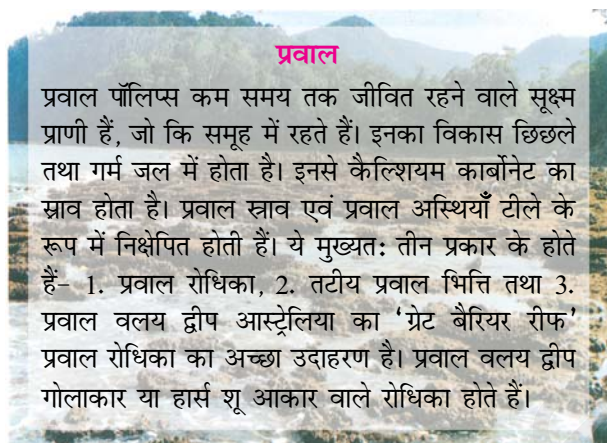 प्रवाल
प्रवाल पॉलिप्स कम समय तक जीवित रहने वाले सूक्ष्म
प्राणी हैं, जो कि समूह में रहते हैं। इनका विकास छिछले
तथा गर्म जल में होता है। इनसे कैल्शियम कार्बोनेट का
स्राव होता है। प्रवाल स्राव एवं प्रवाल अस्थियाँ टीले के
रूप में निक्षेपित होती हैं। ये मुख्यत: तीन प्रकार के होते
हैं- 1. प्रवाल रोधिका, 2. तटीय प्रवाल भित्ति तथा 3.
प्रवाल वलय द्वीप आस्ट्रेलिया का ‘ग्रेट बैरियर रीफ’
प्रवाल रोधिका का अच्छा उदाहरण है। प्रवाल वलय द्वीप
गोलाकार या हार्स शू आकार वाले रोधिका होते हैं।